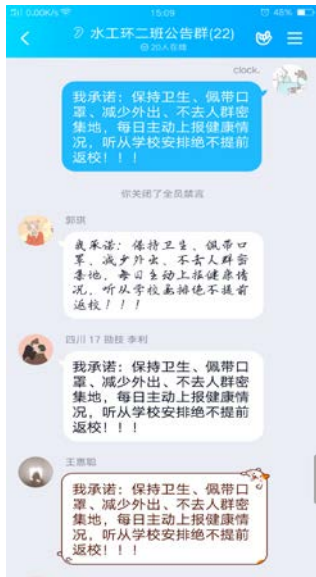 0.00K/s 15:09 48%
水工环二班公告群(22)
20人在线
clock.
我承诺：保持卫生、佩带口
罩、减少外出、不去人群密
集地，每日主动上报健康情
况，听从学校安排绝不提前
返校！！！
你关闭了全员禁言
郭琪
我承诺：保持卫生、佩带口
罩、减少外出、不去人群密
集地，每日主动上报健康情
况，听从学校安排绝不提前
返校！！！
四川 17 勘技 李利
我承诺：保持卫生、佩带口
罩、减少外出、不去人群密
集地，每日主动上报健康情
况，听从学校安排绝不提前
返校！！！
王思聪
我承诺：保持卫生、佩带口
罩、减少外出、不去人群密
集地，每日主动上报健康情
况，听从学校安排绝不提前
返校！！！